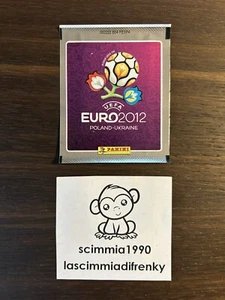 UEFA
EURO2012
POLAND-UKRAINE
PANINI
scimmia1990
lascimmiadifrenky